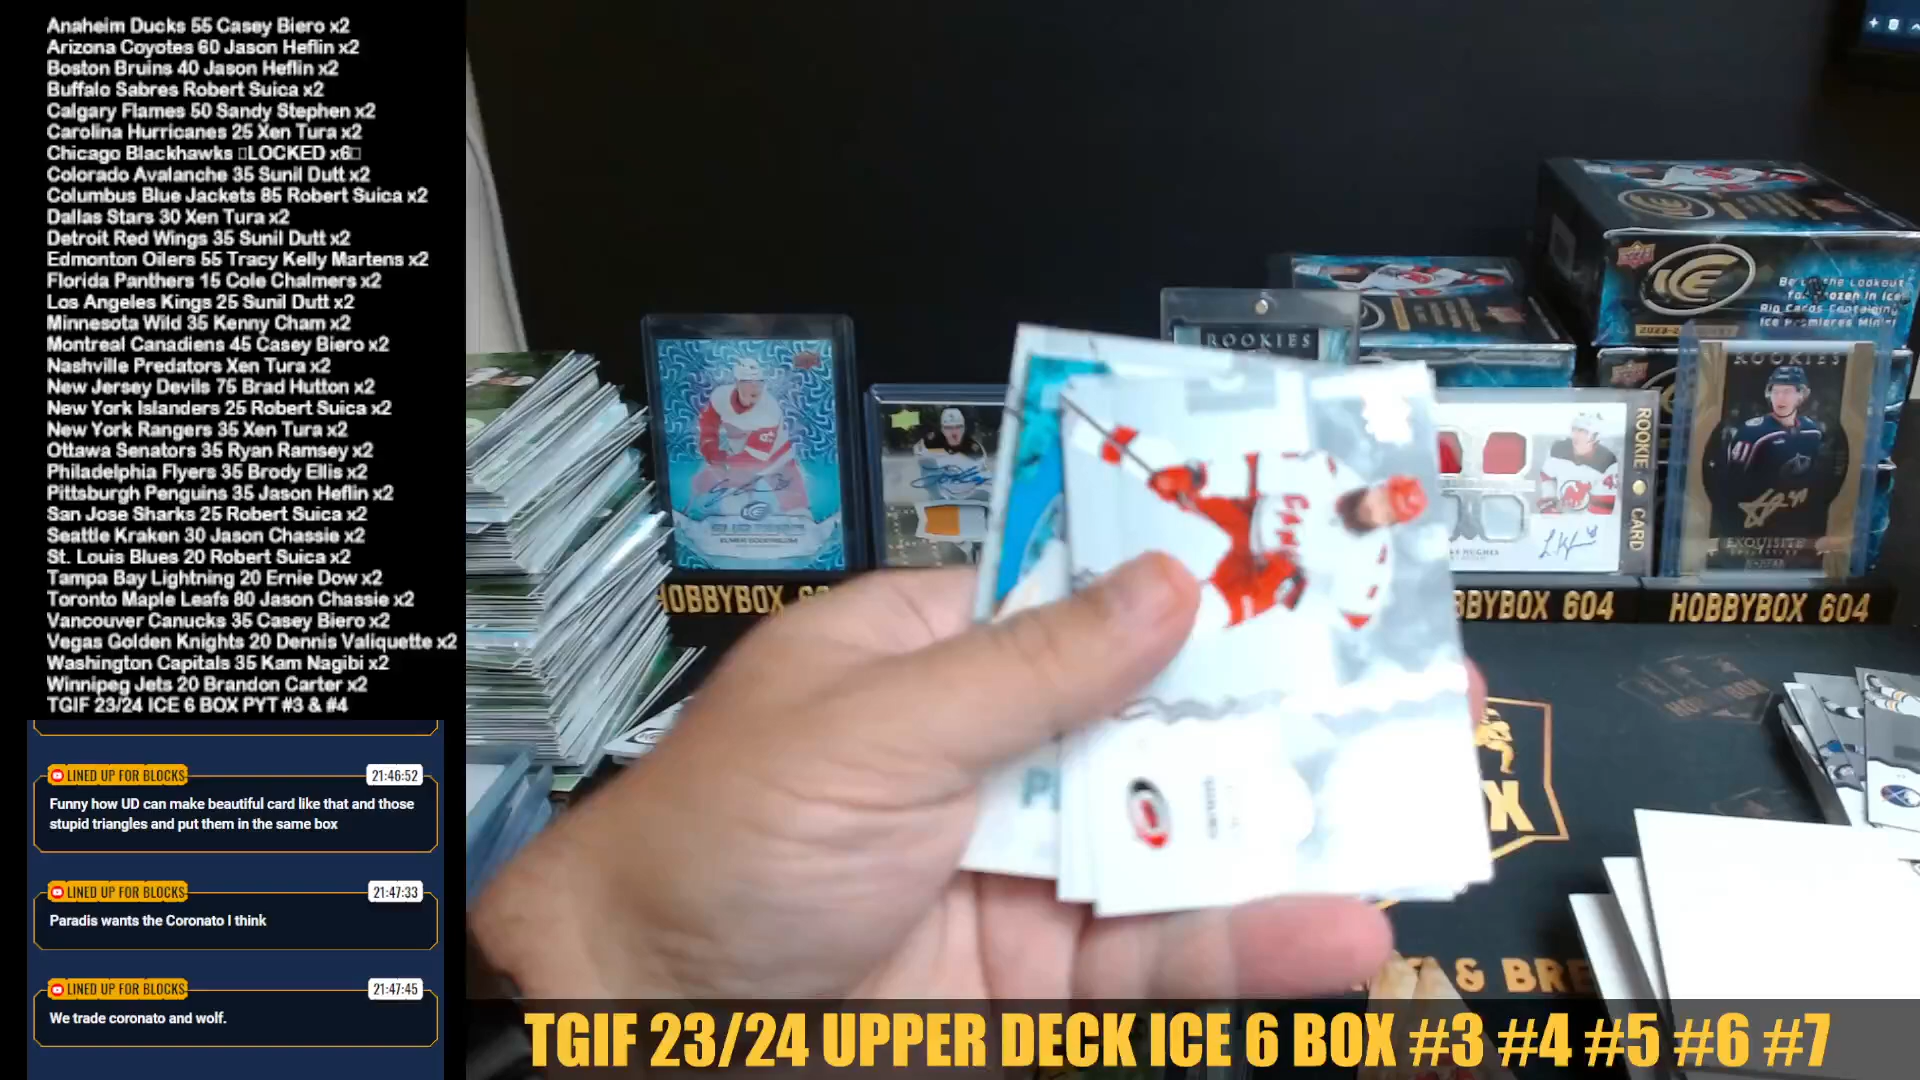 Anaheim Ducks 55 Casey Biero x2
Arizona Coyotes 60 Jason Heflin x2
Boston Bruins 40 Jason Heflin x2
Buffalo Sabres Robert Suica x2
Calgary Flames 50 Sandy Stephen x2
Carolina Hurricanes 25 Xen Tura x2
Chicago Blackhawks ▯LOCKED x6▯
Colorado Avalanche 35 Sunil Dutt x2
Columbus Blue Jackets 85 Robert Suica x2
Dallas Stars 30 Xen Tura x2
Detroit Red Wings 35 Sunil Dutt x2
Edmonton Oilers 55 Tracy Kelly Martens x2
Florida Panthers 15 Cole Chalmers x2
Los Angeles Kings 25 Sunil Dutt x2
Minnesota Wild 35 Kenny Cham x2
Montreal Canadiens 45 Casey Biero x2
Nashville Predators Xen Tura x2
New Jersey Devils 75 Brad Hutton x2
New York Islanders 25 Robert Suica x2
New York Rangers 35 Xen Tura x2
Ottawa Senators 35 Ryan Ramsey x2
Philadelphia Flyers 35 Brody Ellis x2
Pittsburgh Penguins 35 Jason Heflin x2
San Jose Sharks 25 Robert Suica x2
Seattle Kraken 30 Jason Chassie x2
St. Louis Blues 20 Robert Suica x2
Tampa Bay Lightning 20 Ernie Dow x2
Toronto Maple Leafs 80 Jason Chassie x2
Vancouver Canucks 35 Casey Biero x2
Vegas Golden Knights 20 Dennis Valiquette x2
Washington Capitals 35 Kam Nagibi x2
Winnipeg Jets 20 Brandon Carter x2
TGIF 23/24 ICE 6 BOX PYT #3 & #4
LINED UP FOR BLOCKS 21:46:52
Funny how UD can make beautiful card like that and those
stupid triangles and put them in the same box
LINED UP FOR BLOCKS 21:47:33
Paradis wants the Coronato I think
LINED UP FOR BLOCKS 21:47:45
We trade coronato and wolf.
ROOKIES
ICE
ROOKIE CARD
ROOKIES
41
EXQUISITE
HOBBYBOX
BYBOX 604
HOBBYBOX 604
& BRE
TGIF 23/24 UPPER DECK ICE 6 BOX #3 #4 #5 #6 #7